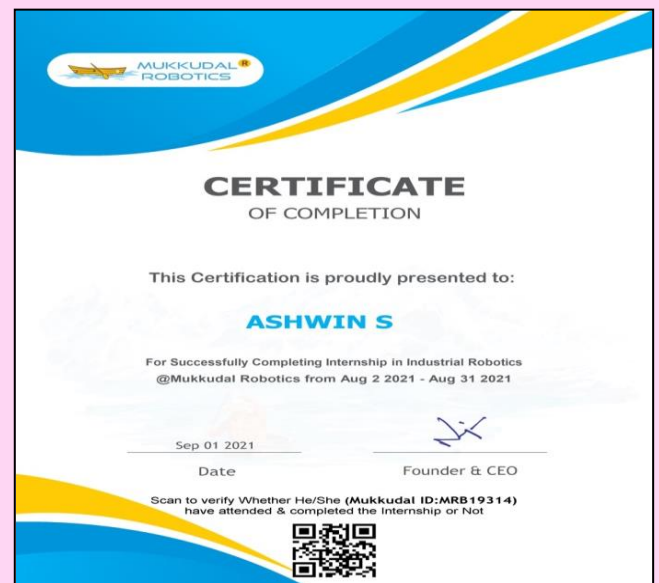 MUKKUDAL®
ROBOTICS
CERTIFICATE
OF COMPLETION
This Certification is proudly presented to:
ASHWIN S
For Successfully Completing Internship in Industrial Robotics
@Mukkudal Robotics from Aug 2 2021 - Aug 31 2021
Sep 01 2021
Date
Founder & CEO
Scan to verify Whether He/She (Mukkudal ID:MRB19314)
have attended & completed the Internship or Not